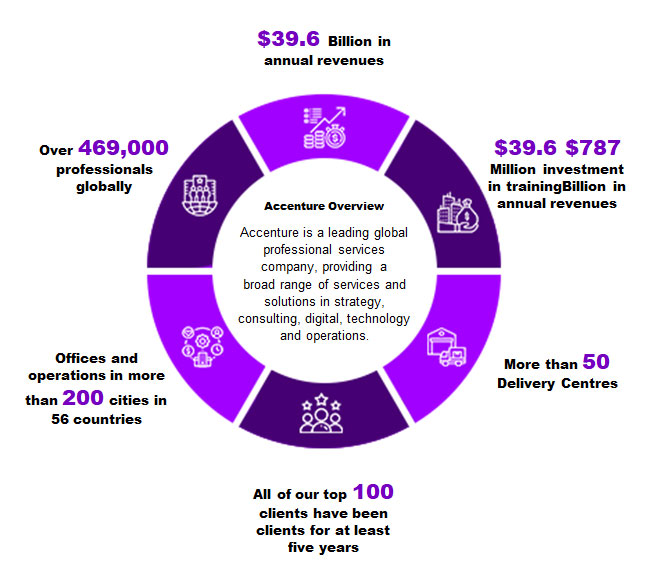 $39.6 Billion in
annual revenues
Over 469,000
professionals
globally
$39.6 $787
Million investment
in trainingBillion in
annual revenues
Accenture Overview
Accenture is a leading global
professional services
company, providing a
broad range of services and
solutions in strategy,
consulting, digital, technology
and operations.
Offices and
operations in more
than 200 cities in
56 countries
More than 50
Delivery Centres
All of our top 100
clients have been
clients for at least
five years